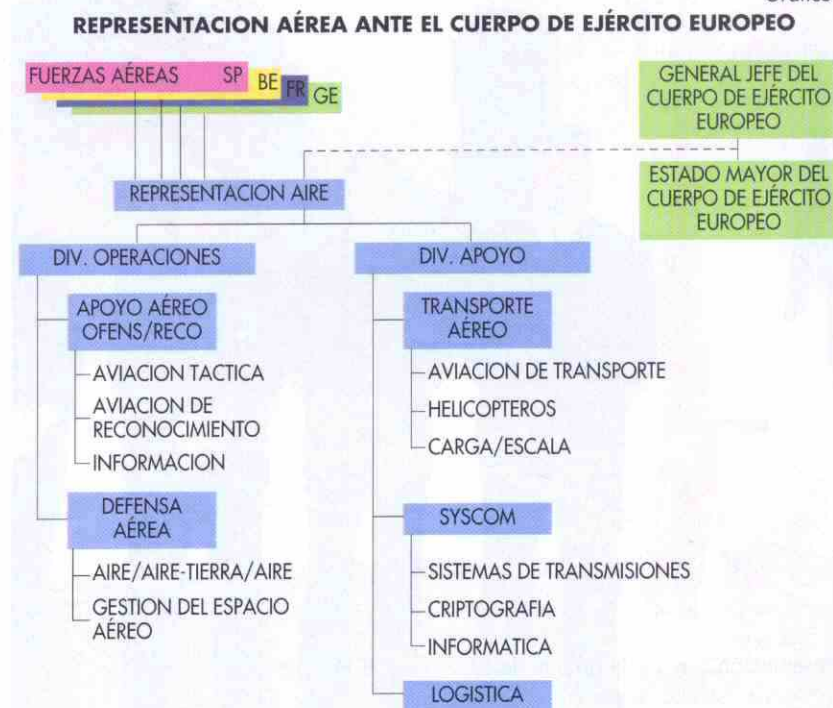 REPRESENTACION AÉREA ANTE EL CUERPO DE EJÉRCITO EUROPEO
FUERZAS AÉREAS SP
BE
FR
GE
GENERAL JEFE DEL
CUERPO DE EJÉRCITO
EUROPEO
REPRESENTACION AIRE
ESTADO MAYOR DEL
CUERPO DE EJÉRCITO
EUROPEO
DIV. OPERACIONES
APOYO AÉREO
OFENS/RECO
AVIACION TACTICA
AVIACION DE
RECONOCIMIENTO
INFORMACION
DEFENSA
AÉREA
AIRE/AIRE-TIERRA/AIRE
GESTION DEL ESPACIO
AÉREO
DIV. APOYO
TRANSPORTE
AÉREO
AVIACION DE TRANSPORTE
HELICOPTEROS
CARGA/ESCALA
SYSCOM
SISTEMAS DE TRANSMISIONES
CRIPTOGRAFIA
INFORMATICA
LOGISTICA